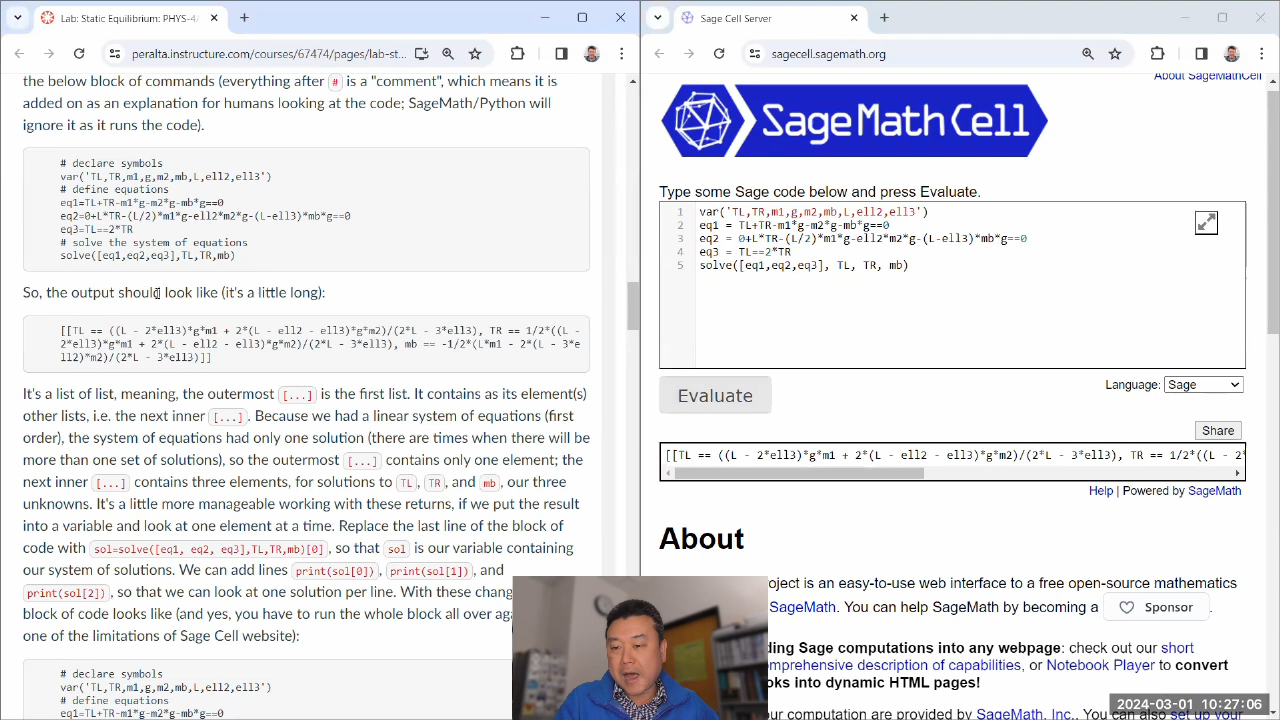 Lab: Static Equilibrium: PHYS-4/
peralta.instructure.com/courses/67474/pages/lab-st...
the below block of commands (everything after # is a "comment", which means it is
added on as an explanation for humans looking at the code; SageMath/Python will
ignore it as it runs the code).
# declare symbols
var('TL,TR,m1,g,m2,mb,L,ell2,ell3')
# define equations
eq1=TL+TR-m1*g-m2*g-mb*g==0
eq2=0+L*TR-(L/2)*m1*g-ell2*m2*g-(L-ell3)*mb*g==0
eq3=TL==2*TR
# solve the system of equations
solve([eq1,eq2,eq3],TL,TR,mb)
So, the output should look like (it's a little long):
[[TL == ((L - 2*ell3)*g*m1 + 2*(L - ell2 - ell3)*g*m2)/(2*L - 3*ell3), TR == 1/2*((L -
2*ell3)*g*m1 + 2*(L - ell2 - ell3)*g*m2)/(2*L - 3*ell3), mb == -1/2*(L*m1 - 2*(L - 3*e
ll2)*m2)/(2*L - 3*ell3)]]
It's a list of list, meaning, the outermost [...] is the first list. It contains as its element(s)
other lists, i.e. the next inner [...]. Because we had a linear system of equations (first
order), the system of equations had only one solution (there are times when there will be
more than one set of solutions), so the outermost [...] contains only one element; the
next inner [...] contains three elements, for solutions to TL, TR, and mb, our three
unknowns. It's a little more manageable working with these returns, if we put the result
into a variable and look at one element at a time. Replace the last line of the block of
code with sol=solve([eq1, eq2, eq3],TL,TR,mb)[0], so that sol is our variable containing
our system of solutions. We can add lines print(sol[0]), print(sol[1]), and
print(sol[2]), so that we can look at one solution per line. With these chang
block of code looks like (and yes, you have to run the whole block all over aga
one of the limitations of Sage Cell website):
# declare symbols
var('TL,TR,m1,g,m2,mb,L,ell2,ell3')
# define equations
eq1=TL+TR-m1*g-m2*g-mb*g==0
Sage Cell Server
sagecell.sagemath.org
About SageMathCell
SageMathCell
Type some Sage code below and press Evaluate.
1 var('TL,TR,m1,g,m2,mb,L,ell2,ell3')
2 eq1 = TL+TR-m1*g-m2*g-mb*g==0
3 eq2 = 0+L*TR-(L/2)*m1*g-ell2*m2*g-(L-ell3)*mb*g==0
4 eq3 = TL==2*TR
5 solve([eq1,eq2,eq3], TL, TR, mb)
Evaluate
Language: Sage
Share
[[TL == ((L - 2*ell3)*g*m1 + 2*(L - ell2 - ell3)*g*m2)/(2*L - 3*ell3), TR == 1/2*((L - 2*
Help | Powered by SageMath
About
oject is an easy-to-use web interface to a free open-source mathematics
SageMath. You can help SageMath by becoming a Sponsor.
ding Sage computations into any webpage: check out our short
mprehensive description of capabilities, or Notebook Player to convert
oks into dynamic HTML pages!
ur computation are provided by SageMath, Inc.. You can also set up your
2024-03-01 10:27:06